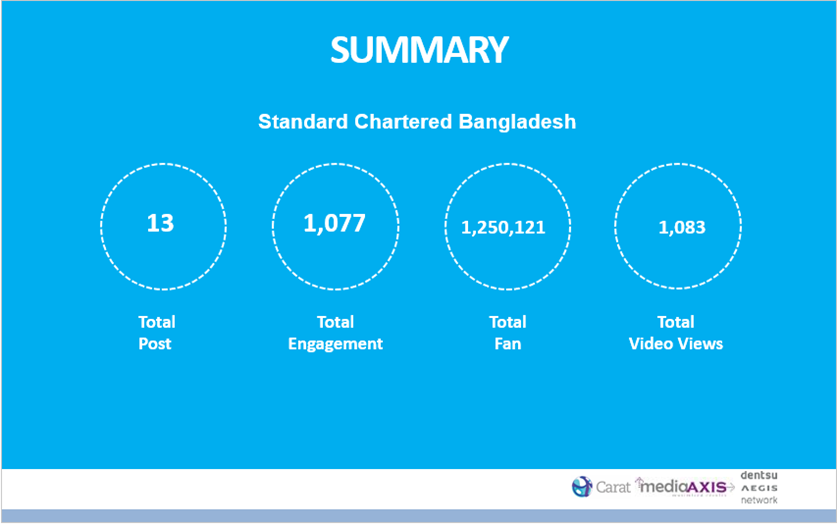 SUMMARY
Standard Chartered Bangladesh
13
1,077
1,250,121
1,083
Total
Post
Total
Engagement
Total
Fan
Total
Video Views
Carat
mediaAXIS
dentsu
AEGIS
network